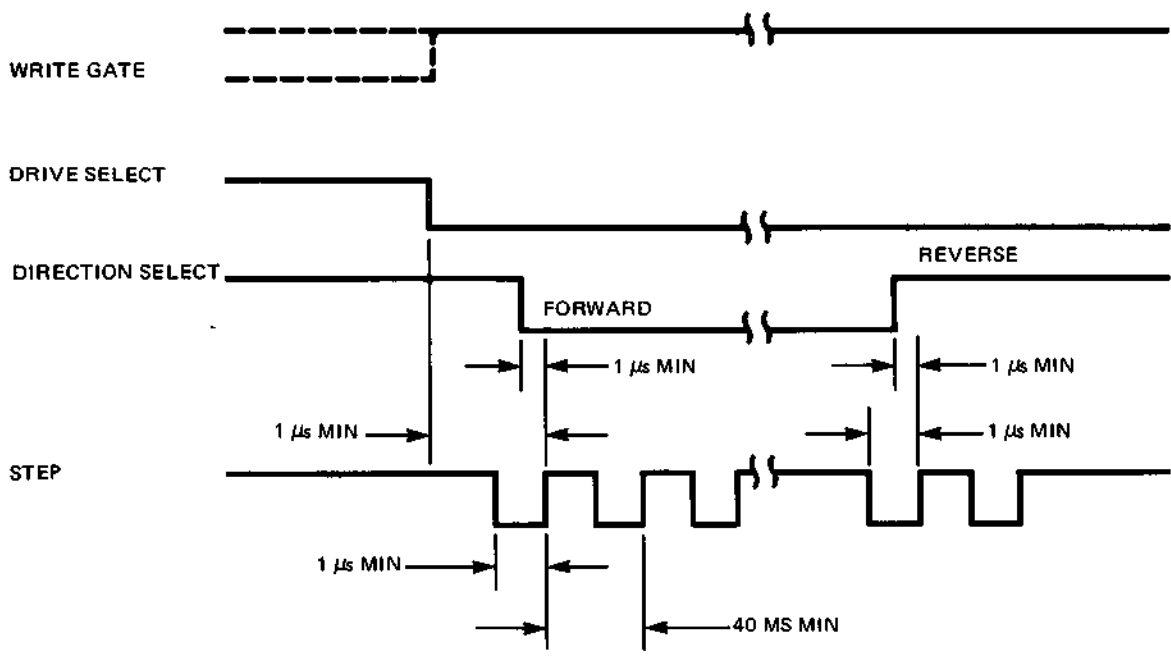 WRITE GATE
DRIVE SELECT
REVERSE
DIRECTION SELECT
FORWARD
1 μs MIN
1 μs MIN
1 μs MIN
1 μs MIN
STEP
1 μs MIN
40 MS MIN